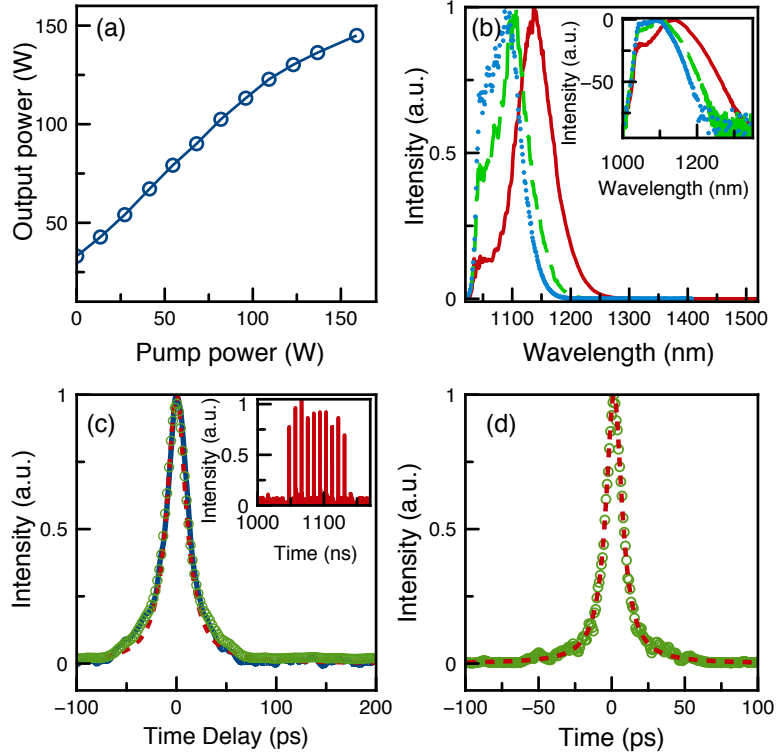 (a)
150
100
50
0
50
100
150
Output power (W)
Pump power (W)
(b)
1
0.5
0
1100
1200
1300
1400
1500
Intensity (a.u.)
Wavelength (nm)
0
−50
1000
1200
Intensity (a.u.)
Wavelength (nm)
(c)
1
0.5
0
−100
0
100
200
Intensity (a.u.)
Time Delay (ps)
1
0.5
0
1000
1100
Intensity (a.u.)
Time (ns)
(d)
1
0.5
0
−100
−50
0
50
100
Intensity (a.u.)
Time (ps)